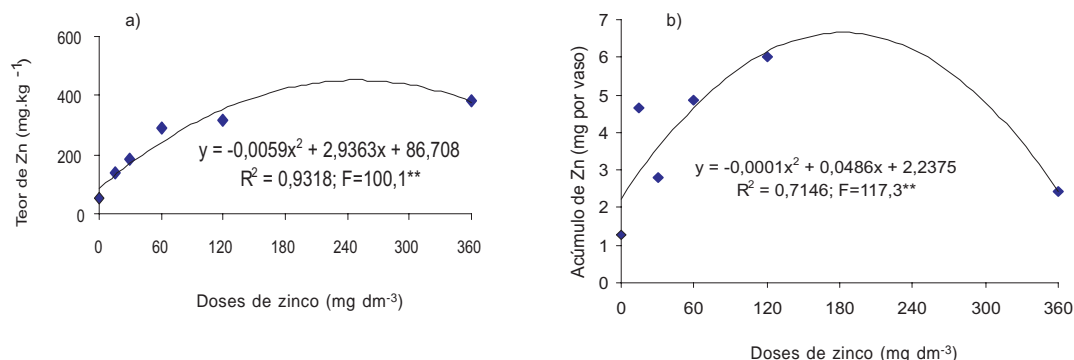 a)
600
400
200
0
Teor de Zn (mg.kg -1)
y = -0,0059x2 + 2,9363x + 86,708
R2 = 0,9318; F=100,1**
0 60 120 180 240 300 360
Doses de zinco (mg dm-3)
b)
7
6
5
4
3
2
1
0
Acúmulo de Zn (mg por vaso)
y = -0,0001x2 + 0,0486x + 2,2375
R2 = 0,7146; F=117,3**
0 60 120 180 240 300 360
Doses de zinco (mg dm-3)